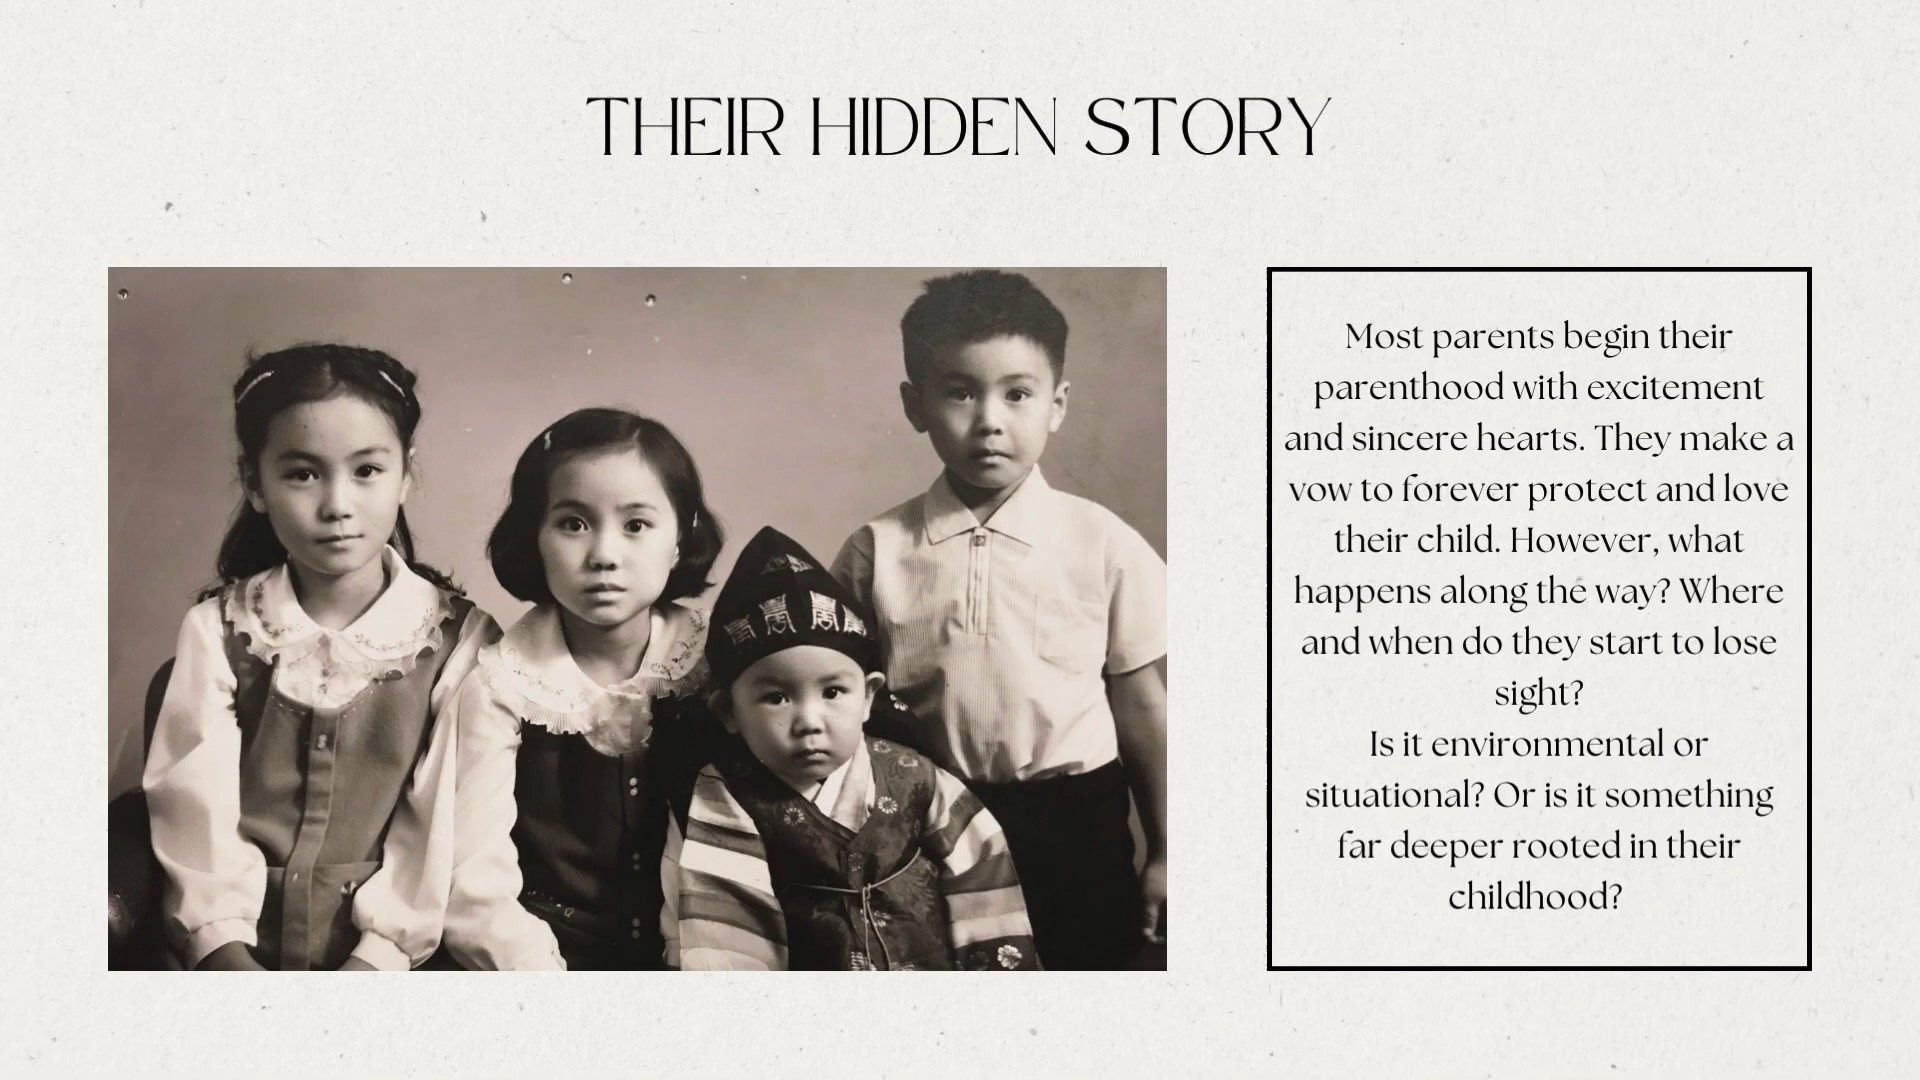 THEIR HIDDEN STORY
Most parents begin their
parenthood with excitement
and sincere hearts. They make a
vow to forever protect and love
their child. However, what
happens along the way? Where
and when do they start to lose
sight?
Is it environmental or
situational? Or is it something
far deeper rooted in their
childhood?